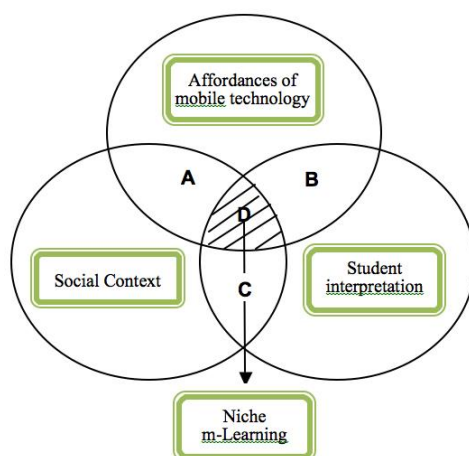 Affordances of
mobile technology
A
B
D
Social Context
Student
interpretation
C
Niche
m-Learning